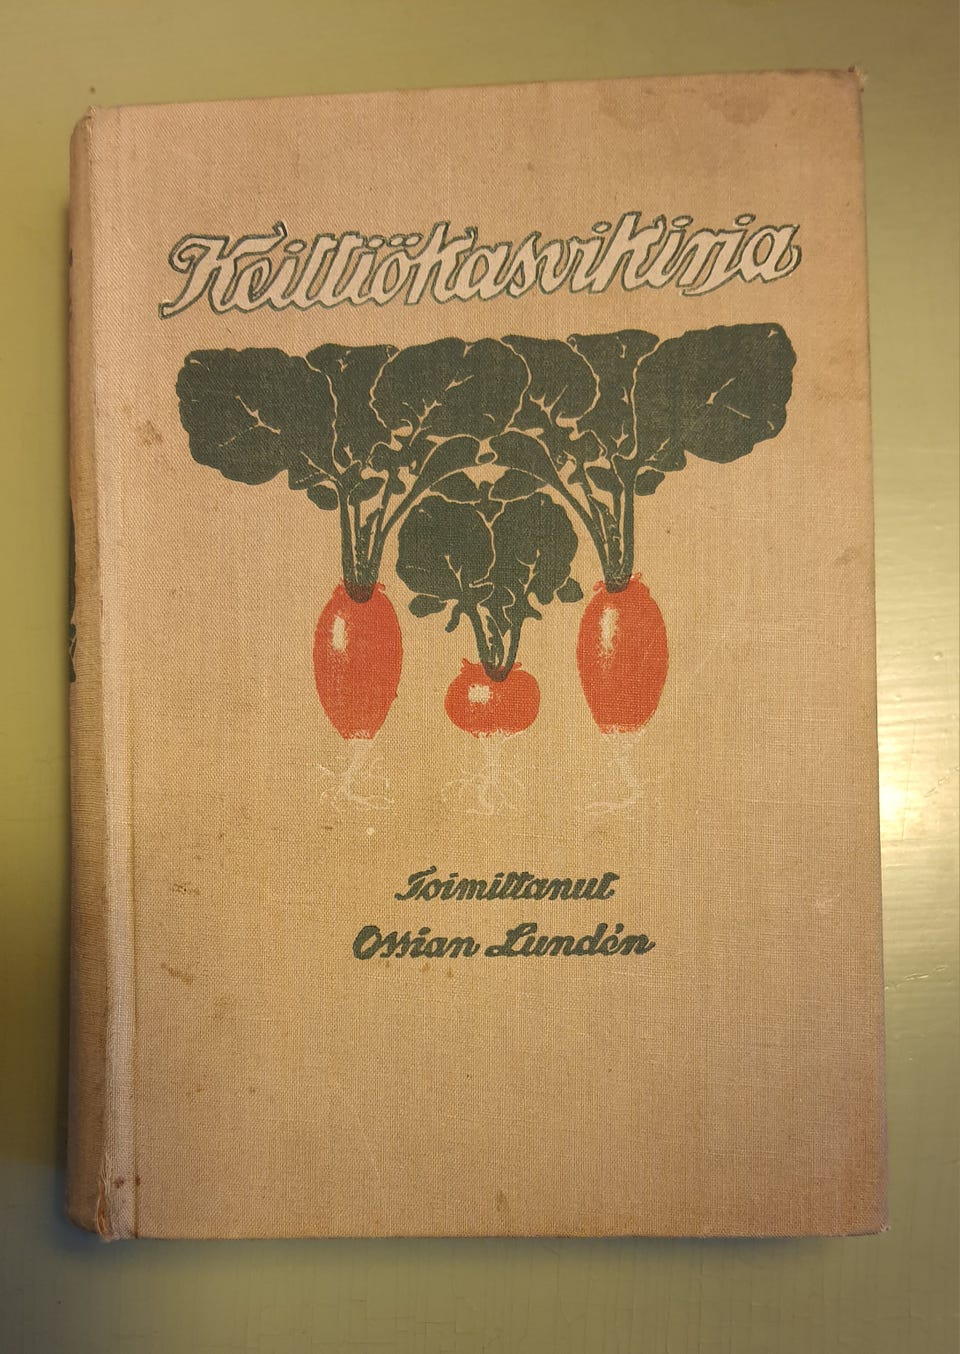 Keittiökasvikirja
Toimittanut
Ossian Lundén